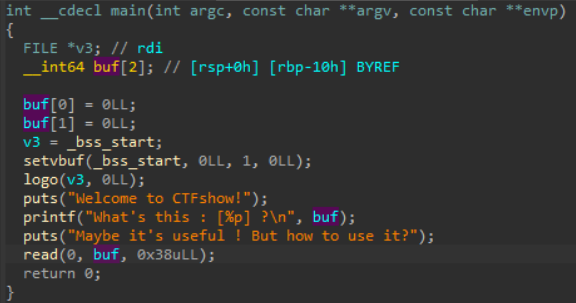 int __cdecl main(int argc, const char **argv, const char **envp)
{
  FILE *v3; // rdi
  __int64 buf[2]; // [rsp+0h] [rbp-10h] BYREF

  buf[0] = 0LL;
  buf[1] = 0LL;
  v3 = _bss_start;
  setvbuf(_bss_start, 0LL, 1, 0LL);
  logo(v3, 0LL);
  puts("Welcome to CTFshow!");
  printf("What's this : [%p] ?\n", buf);
  puts("Maybe it's useful ! But how to use it?");
  read(0, buf, 0x38uLL);
  return 0;
}